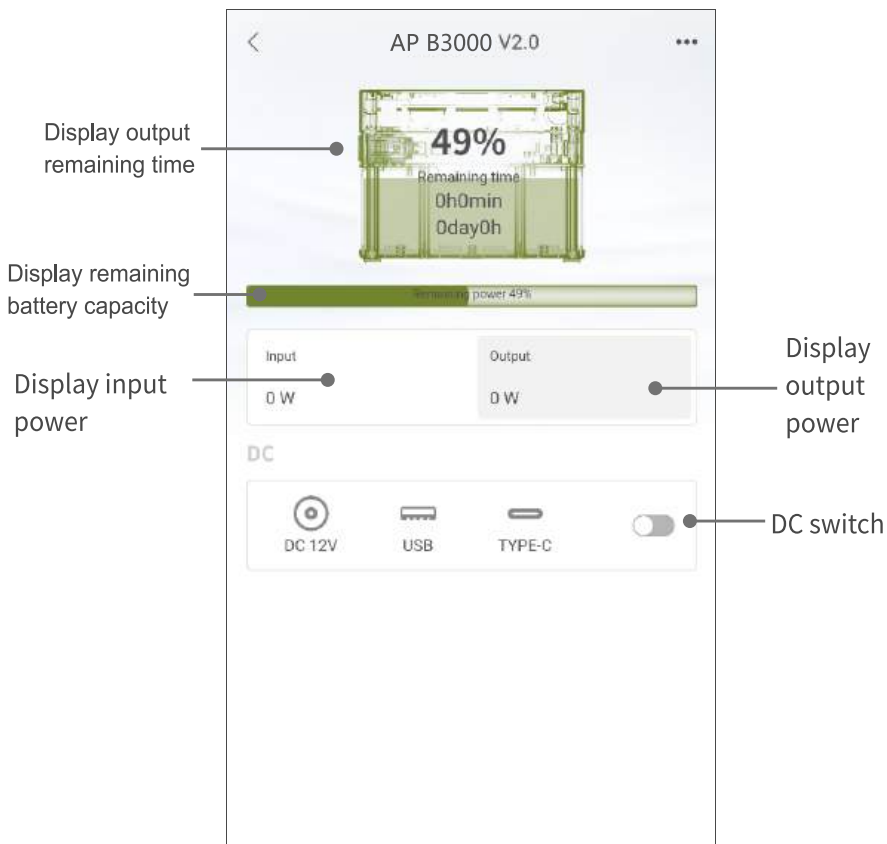 AP B3000 V2.0
Display output
remaining time
49%
Remaining time
0h0min
0day0h
Display remaining
battery capacity
Remaining power 49%
Input
Output
0 W
0 W
Display input
power
Display
output
power
DC
DC 12V
USB
TYPE-C
DC switch